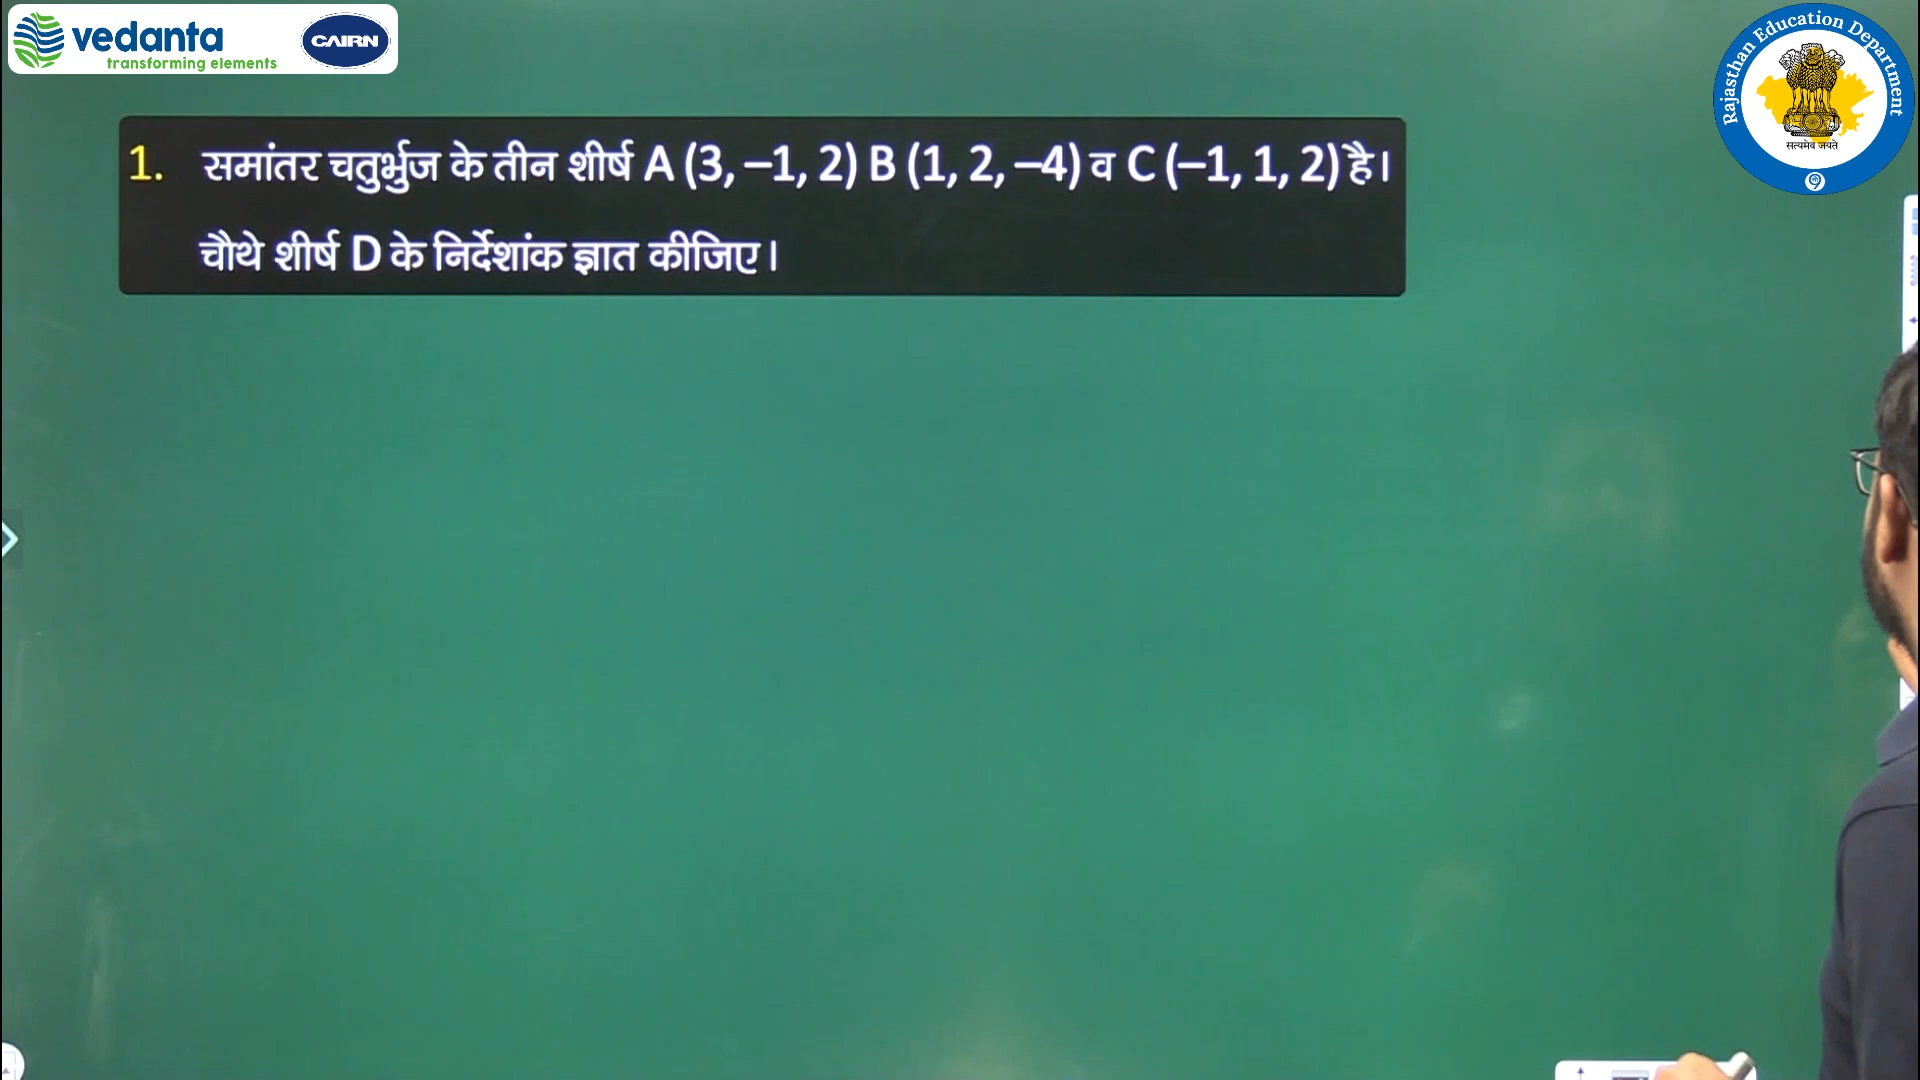 vedanta
transforming elements
CAIRN
Rajasthan Education Department
सत्यमेव जयते
1. समांतर चतुर्भुज के तीन शीर्ष A (3, –1, 2) B (1, 2, –4) व C (–1, 1, 2) है।
चौथे शीर्ष D के निर्देशांक ज्ञात कीजिए।